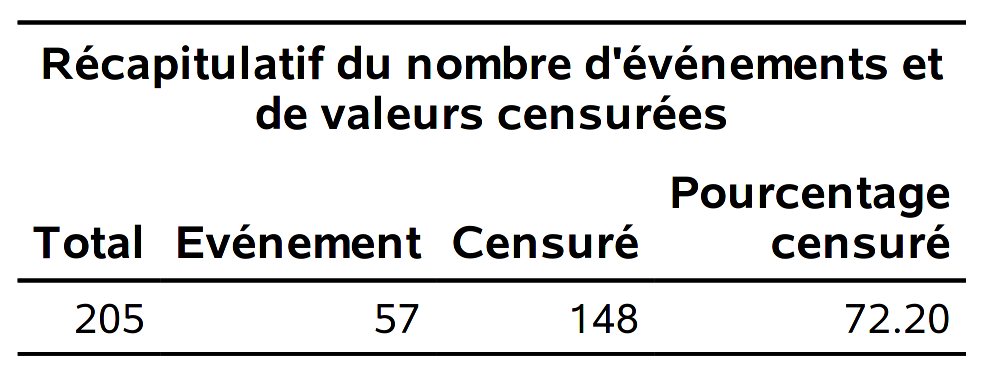 Récapitulatif du nombre d'événements et
de valeurs censurées
Pourcentage
Total Evénement Censuré censuré
205 57 148 72.20